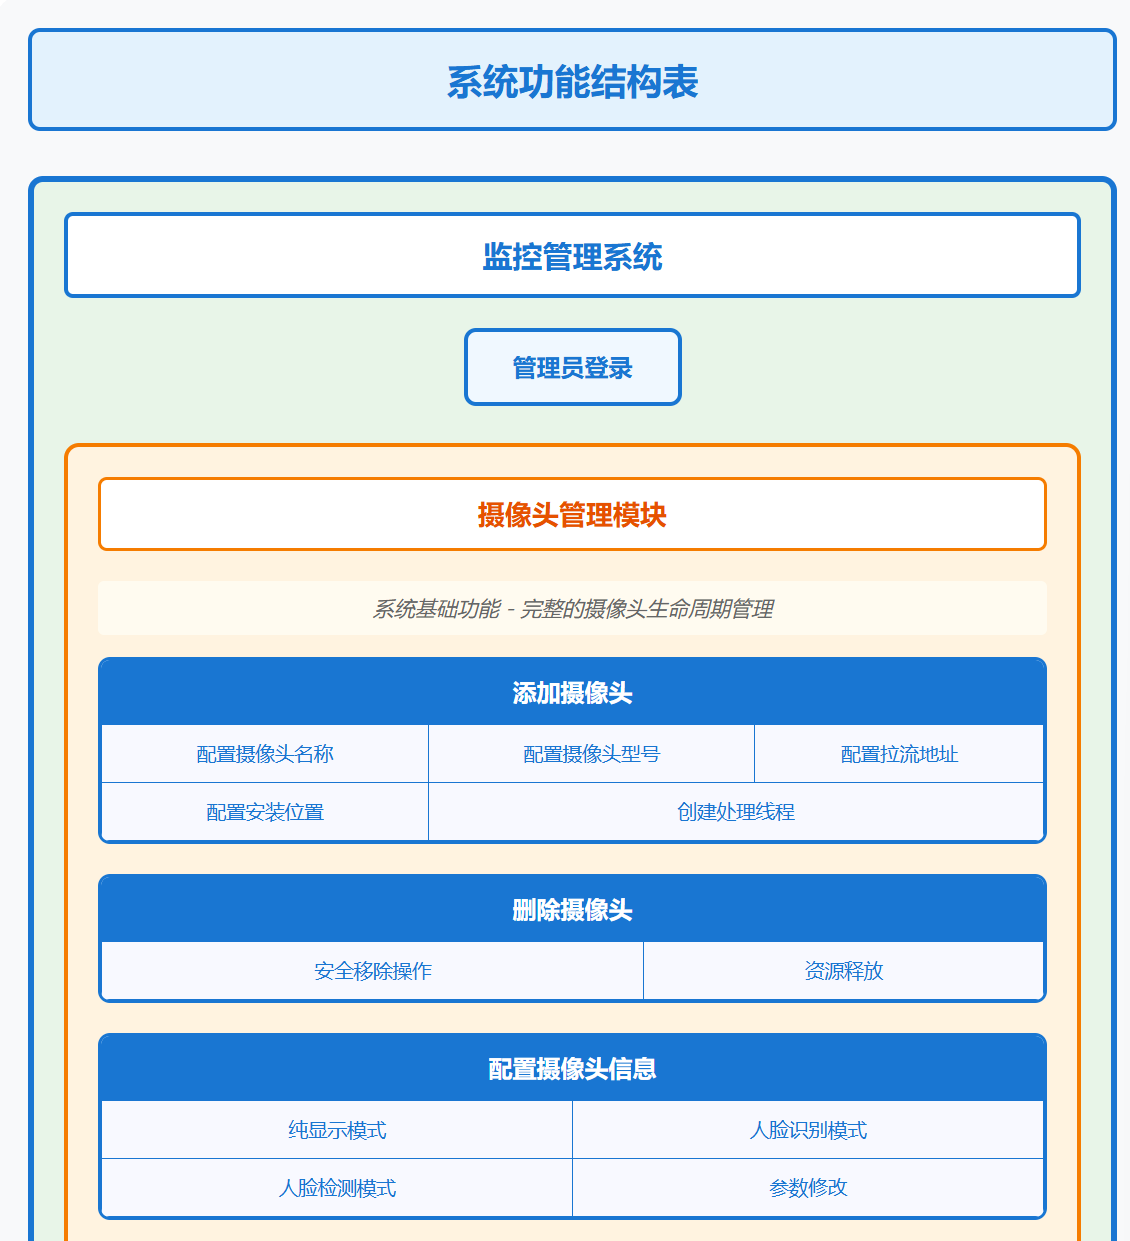 系统功能结构表
监控管理系统
管理员登录
摄像头管理模块
系统基础功能 - 完整的摄像头生命周期管理
添加摄像头
配置摄像头名称 配置摄像头型号 配置拉流地址
配置安装位置 创建处理线程
删除摄像头
安全移除操作 资源释放
配置摄像头信息
纯显示模式 人脸识别模式
人脸检测模式 参数修改